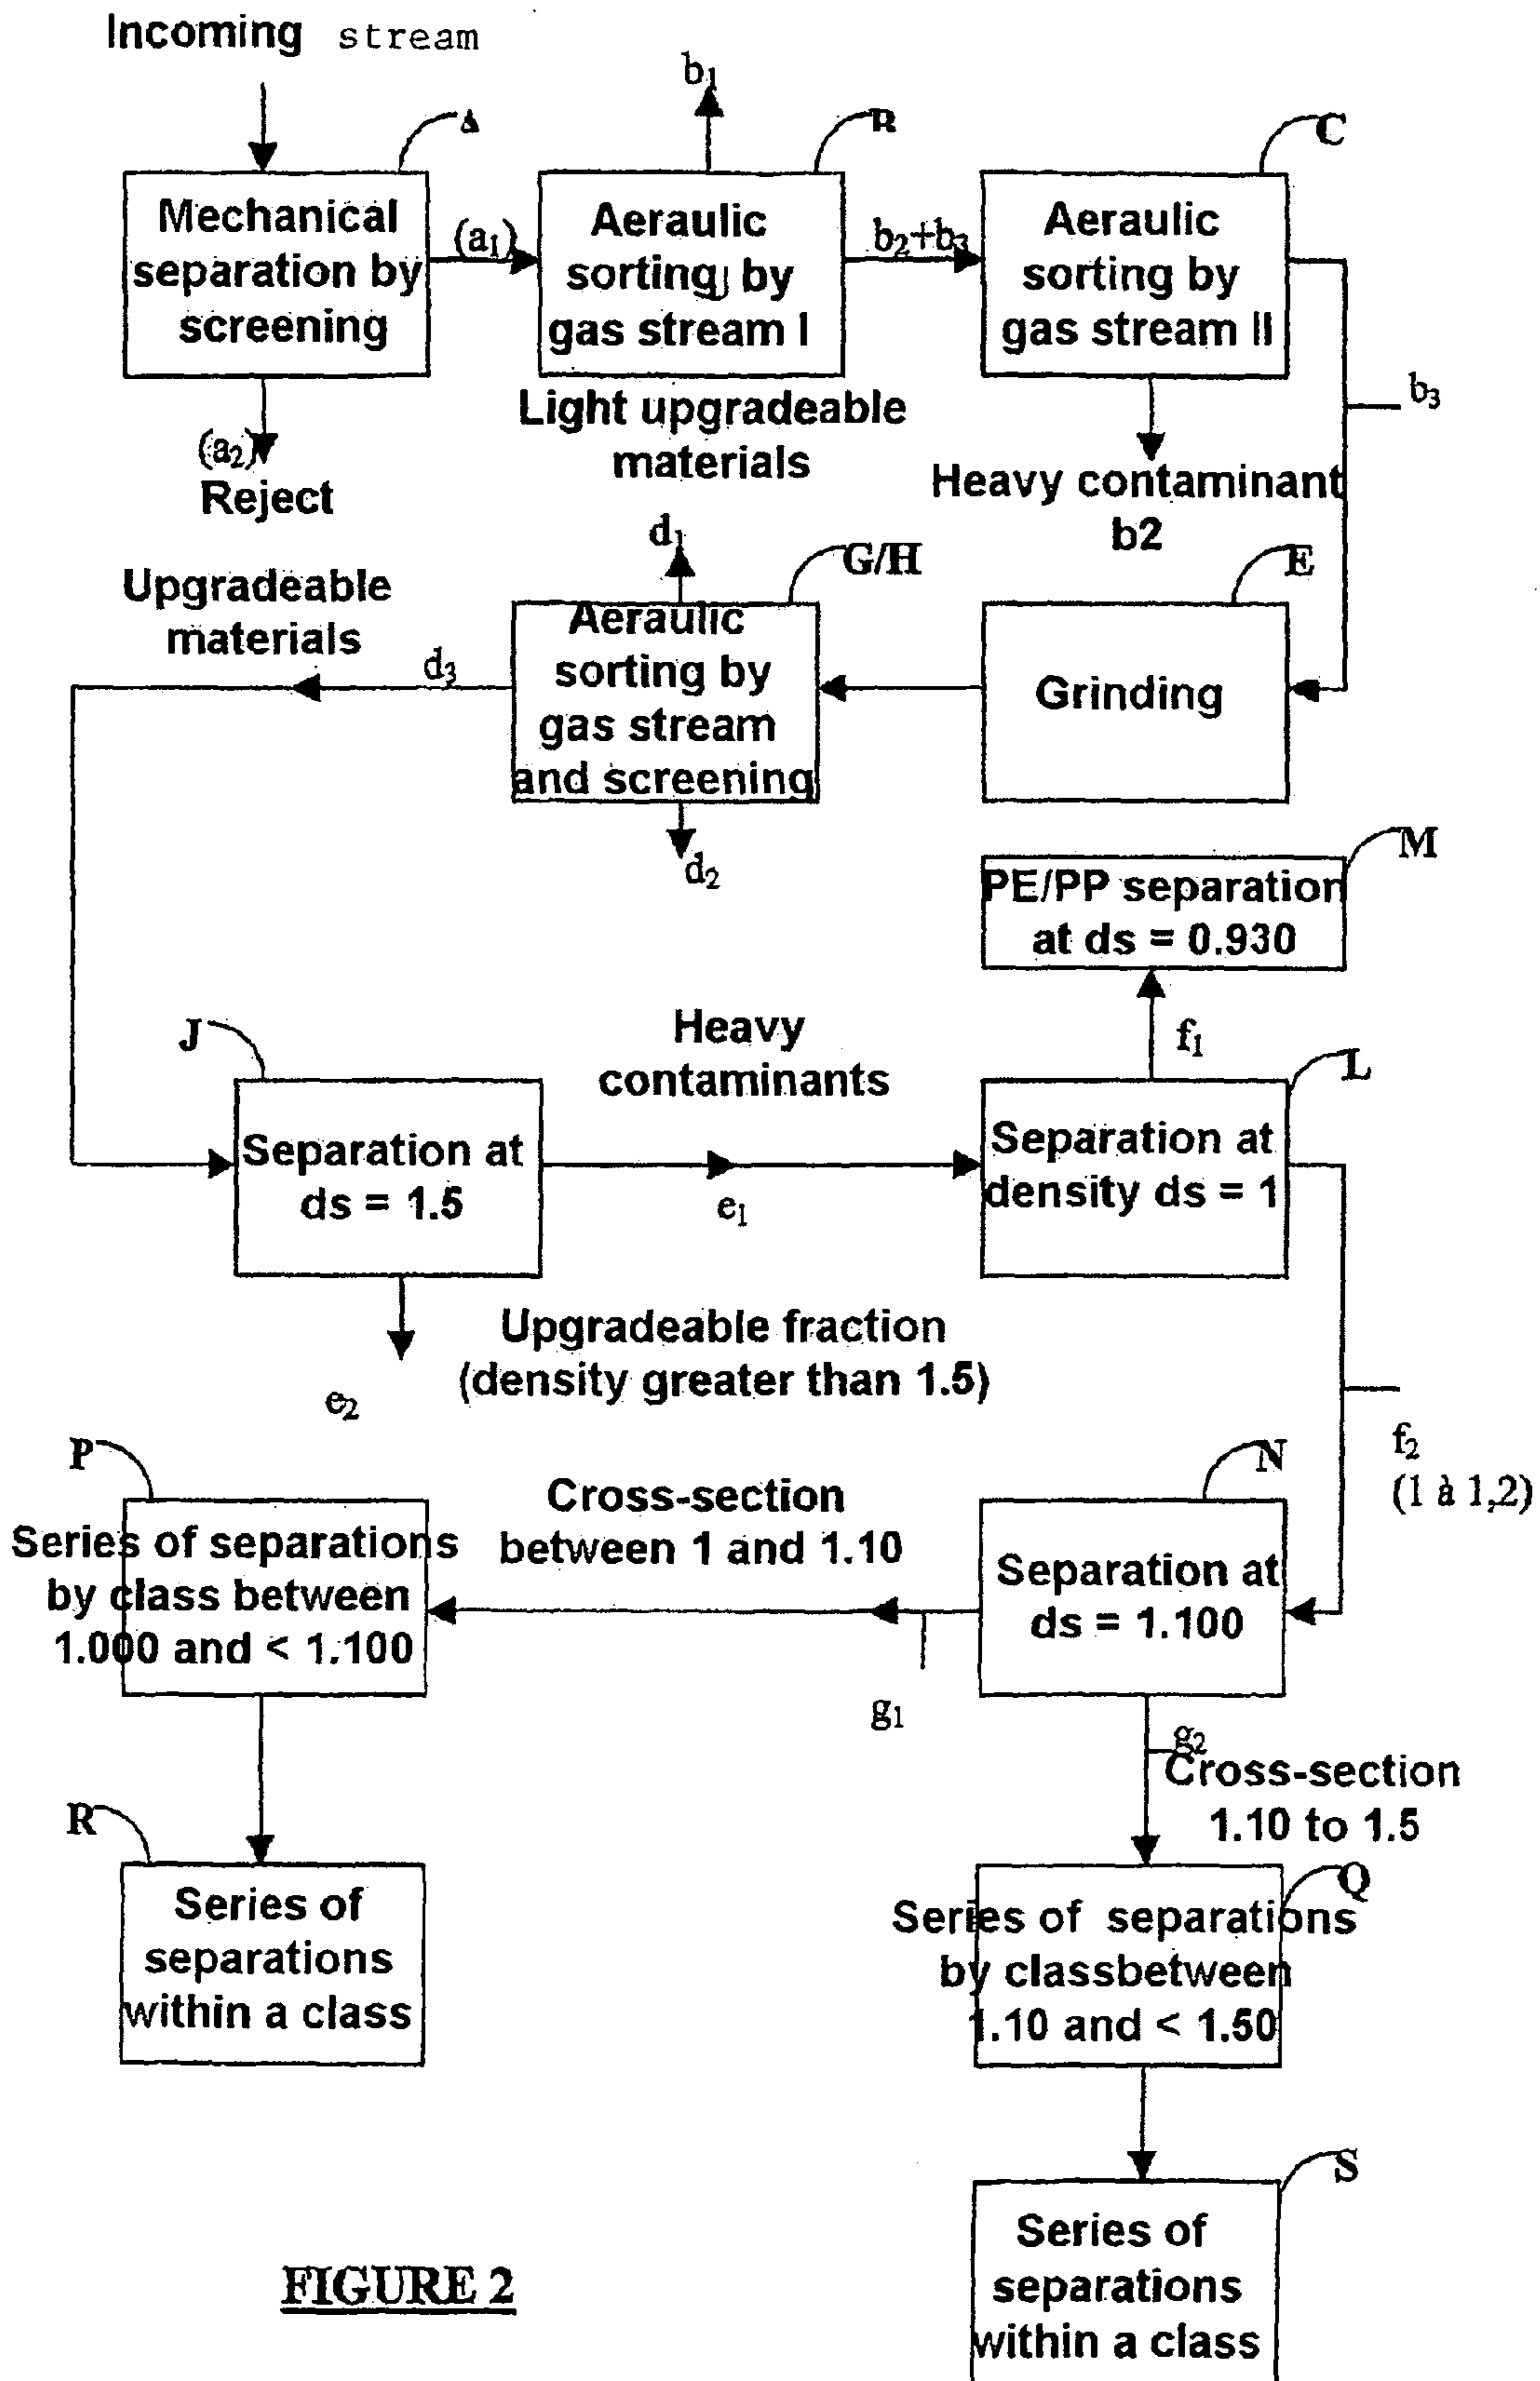 Incoming stream
b1
A
B
C
Mechanical
separation by
screening
(a1)
Aeraulic
sorting by
gas stream I
b2+b3
Aeraulic
sorting by
gas stream II
b3
(a2)
Reject
Light upgradeable
materials
Heavy contaminant
b2
d1
G/H
E
Upgradeable
materials
d3
Aeraulic
sorting by
gas stream
and screening
Grinding
d2
M
PE/PP separation
at ds = 0.930
f1
J
Heavy
contaminants
L
Separation at
ds = 1.5
e1
Separation at
density ds = 1
Upgradeable fraction
(density greater than 1.5)
e2
f2
(1 à 1,2)
P
Cross-section
between 1 and 1.10
N
Series of separations
by class between
1.000 and < 1.100
Separation at
ds = 1.100
g1
g2
Cross-section
1.10 to 1.5
R
Series of
separations
within a class
Q
Series of separations
by classbetween
1.10 and < 1.50
S
Series of
separations
within a class
FIGURE 2